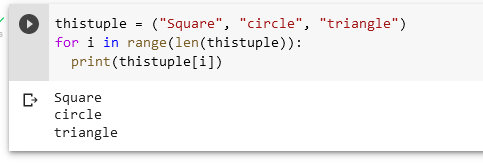 thistuple = ("Square", "circle", "triangle")
for i in range(len(thistuple)):
  print(thistuple[i])
Square
circle
triangle